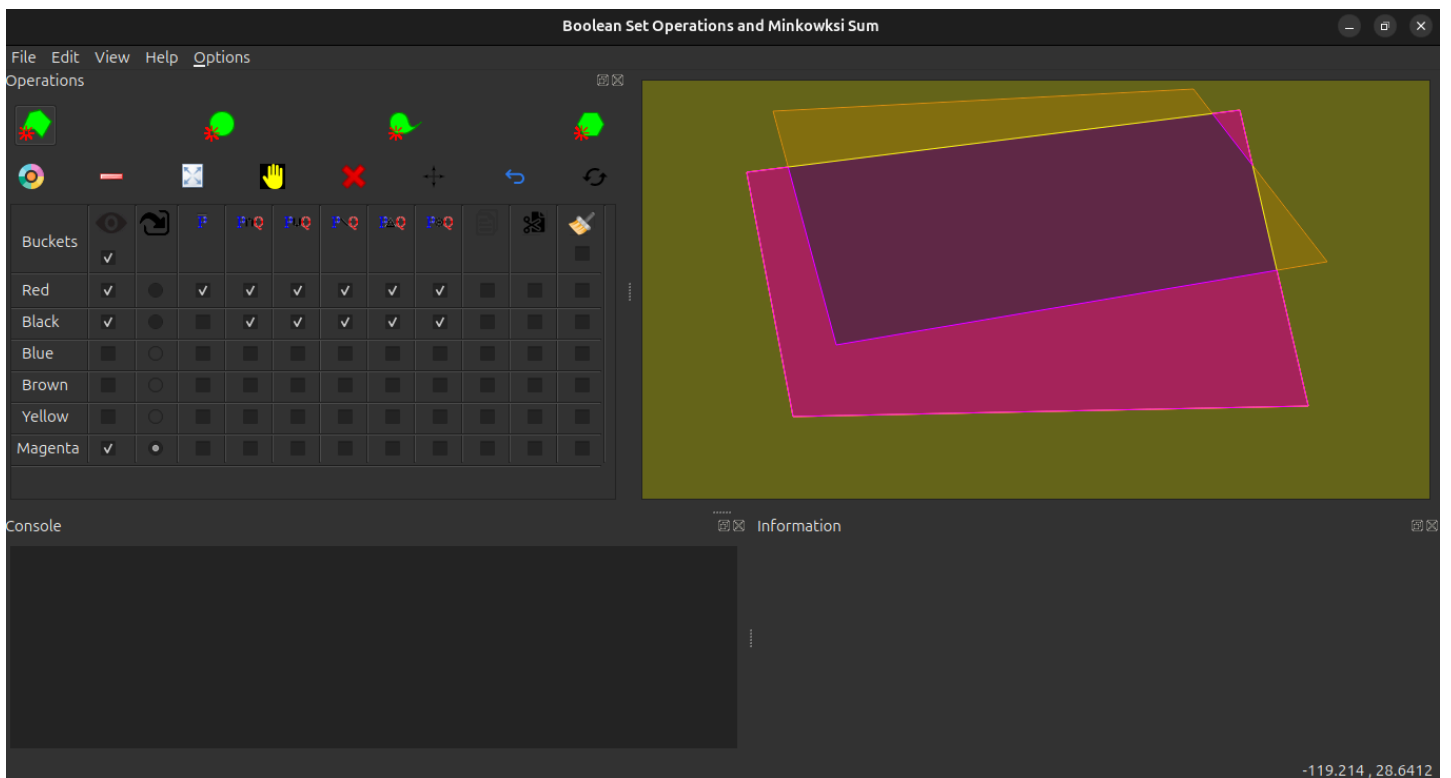 Boolean Set Operations and Minkowksi Sum
File Edit View Help Options
Operations
Buckets P P∩Q P∪Q P\Q P△Q P⊕Q
Red
Black
Blue
Brown
Yellow
Magenta
Console
Information
-119.214 , 28.6412